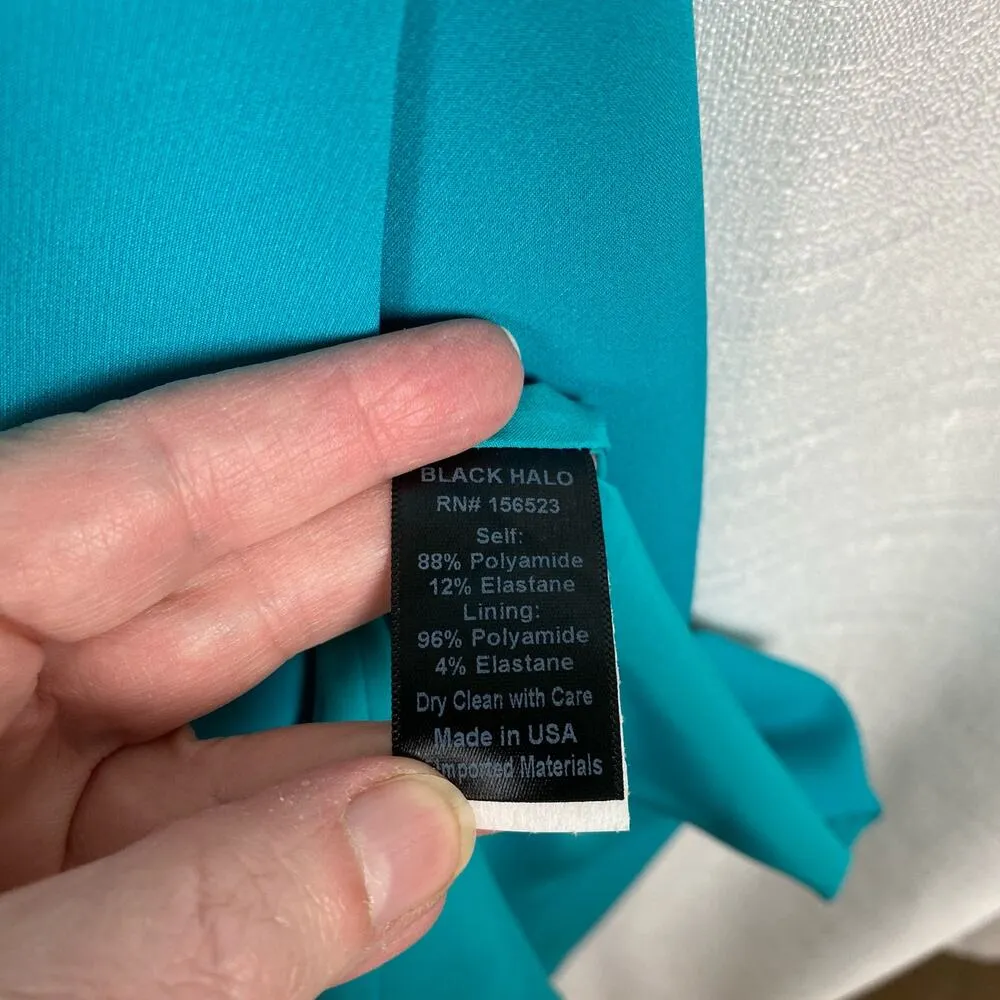 BLACK HALO
RN# 156523
Self:
88% Polyamide
12% Elastane
Lining:
96% Polyamide
4% Elastane
Dry Clean with Care
Made in USA
Imported Materials